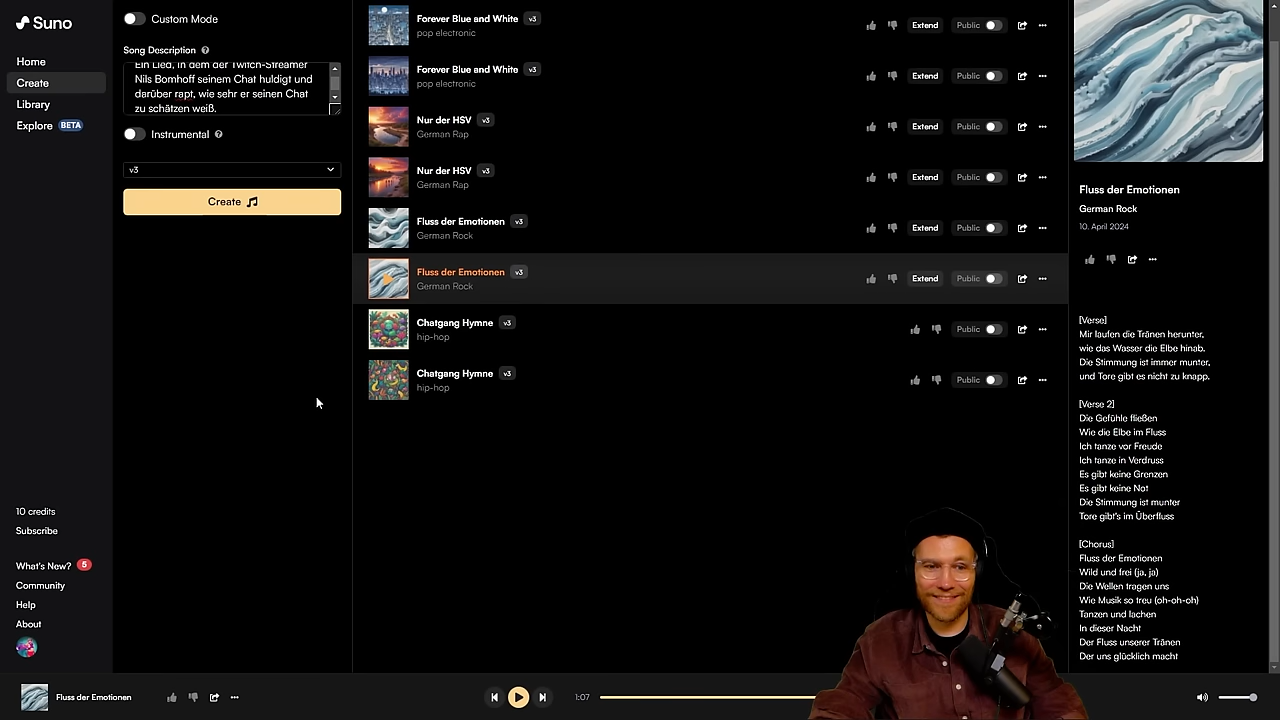 Suno
Home
Create
Library
Explore BETA
10 credits
Subscribe
What's New? 5
Community
Help
About
Custom Mode
Song Description
Ein Lied, in dem der Twitch-Streamer
Nils Bomhoff seinem Chat huldigt und
darüber rapt, wie sehr er seinen Chat
zu schätzen weiß.
Instrumental
v3
Create
Forever Blue and White v3
pop electronic
Extend Public
Forever Blue and White v3
pop electronic
Extend Public
Nur der HSV v3
German Rap
Extend Public
Nur der HSV v3
German Rap
Extend Public
Fluss der Emotionen v3
German Rock
Extend Public
Fluss der Emotionen v3
German Rock
Extend Public
Chatgang Hymne v3
hip-hop
Public
Chatgang Hymne v3
hip-hop
Public
Fluss der Emotionen
German Rock
10. April 2024
[Verse]
Mir laufen die Tränen herunter,
wie das Wasser die Elbe hinab.
Die Stimmung ist immer munter,
und Tore gibt es nicht zu knapp.
[Verse 2]
Die Gefühle fließen
Wie die Elbe im Fluss
Ich tanze vor Freude
Ich tanze in Verdruss
Es gibt keine Grenzen
Es gibt keine Not
Die Stimmung ist munter
Tore gibt's im Überfluss
[Chorus]
Fluss der Emotionen
Wild und frei (ja, ja)
Die Wellen tragen uns
Wie Musik so treu (oh-oh-oh)
Tanzen und lachen
In dieser Nacht
Der Fluss unserer Tränen
Der uns glücklich macht
Fluss der Emotionen
1:07